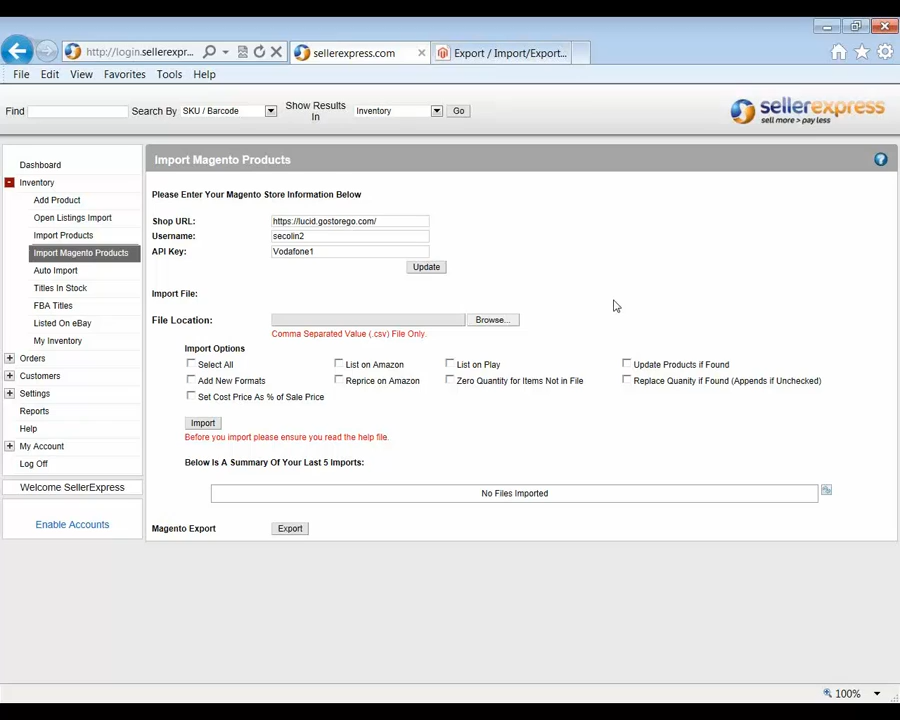 http://login.sellerexpr...
sellerexpress.com
Export / Import/Export...
File Edit View Favorites Tools Help
Find Search By SKU / Barcode Show Results In Inventory Go
sellerexpress
sell more > pay less
Dashboard
Inventory
Add Product
Open Listings Import
Import Products
Import Magento Products
Auto Import
Titles In Stock
FBA Titles
Listed On eBay
My Inventory
Orders
Customers
Settings
Reports
Help
My Account
Log Off
Welcome SellerExpress
Enable Accounts
Import Magento Products
Please Enter Your Magento Store Information Below
Shop URL: https://lucid.gostorego.com/
Username: secolin2
API Key: Vodafone1
Update
Import File:
File Location: Browse...
Comma Separated Value (.csv) File Only.
Import Options
Select All List on Amazon List on Play Update Products if Found
Add New Formats Reprice on Amazon Zero Quantity for Items Not in File Replace Quanity if Found (Appends if Unchecked)
Set Cost Price As % of Sale Price
Import
Before you import please ensure you read the help file.
Below Is A Summary Of Your Last 5 Imports:
No Files Imported
Magento Export Export
100%